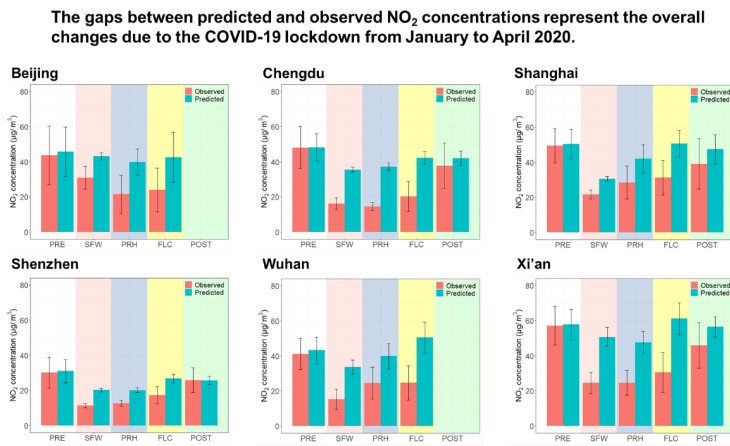 The gaps between predicted and observed NO₂ concentrations represent the overall
changes due to the COVID-19 lockdown from January to April 2020.
Beijing
NO₂ concentration (µg/m³)
80
60
40
20
0
Observed
Predicted
PRE SFW PRH FLC POST
Chengdu
NO₂ concentration (µg/m³)
80
60
40
20
0
Observed
Predicted
PRE SFW PRH FLC POST
Shanghai
NO₂ concentration (µg/m³)
80
60
40
20
0
Observed
Predicted
PRE SFW PRH FLC POST
Shenzhen
NO₂ concentration (µg/m³)
80
60
40
20
0
Observed
Predicted
PRE SFW PRH FLC POST
Wuhan
NO₂ concentration (µg/m³)
80
60
40
20
0
Observed
Predicted
PRE SFW PRH FLC POST
Xi’an
NO₂ concentration (µg/m³)
80
60
40
20
0
Observed
Predicted
PRE SFW PRH FLC POST